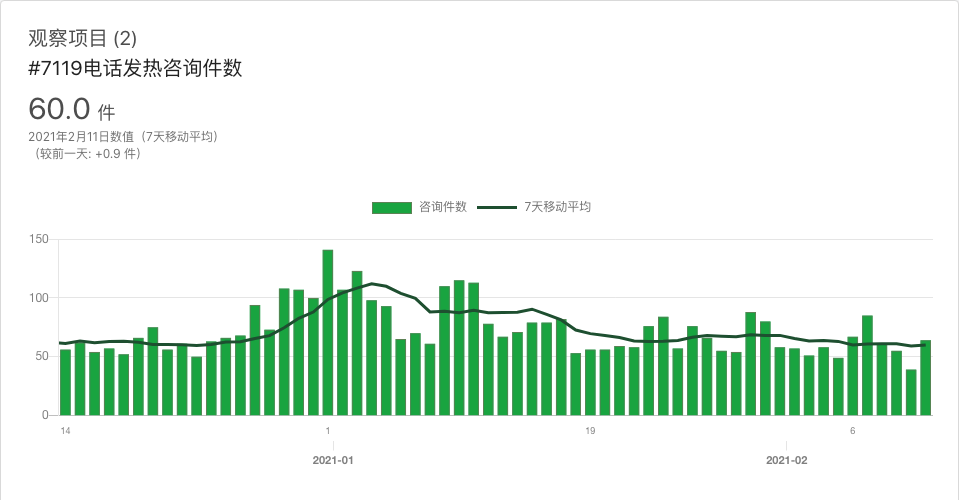 观察项目 (2)
#7119电话发热咨询件数
60.0 件
2021年2月11日数值（7天移动平均）
（较前一天: +0.9 件）
咨询件数 7天移动平均
150
100
50
0
14 1 19 6
2021-01 2021-02